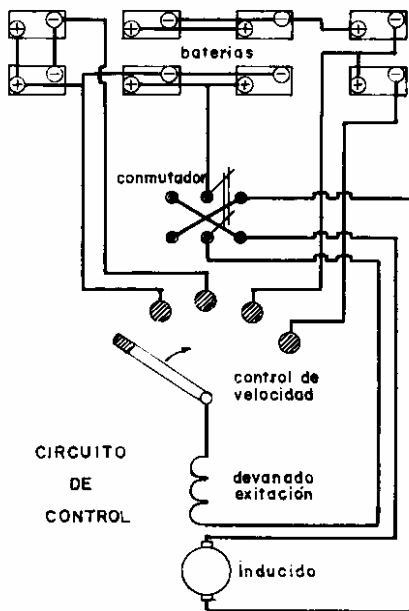 baterias
conmutador
control de
velocidad
CIRCUITO
DE
CONTROL
devanado
exitación
inducido